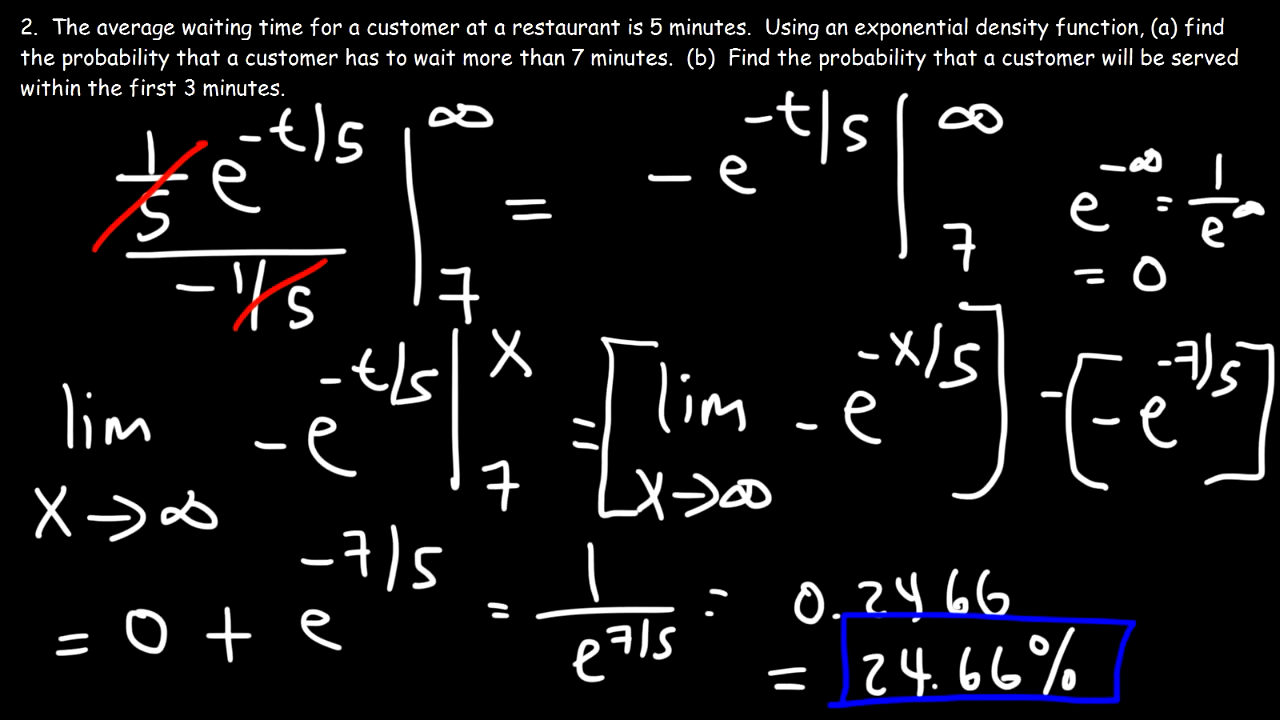 2. The average waiting time for a customer at a restaurant is 5 minutes. Using an exponential density function, (a) find
the probability that a customer has to wait more than 7 minutes. (b) Find the probability that a customer will be served
within the first 3 minutes.
1/5 e^-t/5 / -1/5 |_7^∞ = - e^-t/5 |_7^∞
e^-∞ = 1/e^∞
= 0
lim x→∞ -e^-t/5 |_7^x = [lim x→∞ -e^-x/5] - [-e^-7/5]
= 0 + e^-7/5 = 1/e^7/5 = 0.2466
= 24.66%